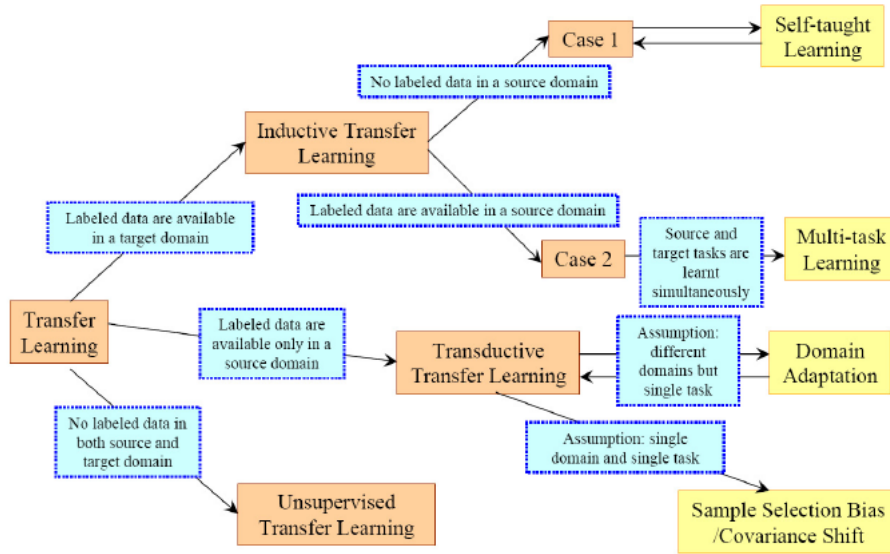 Case 1
Self-taught
Learning
No labeled data in a source domain
Inductive Transfer
Learning
Labeled data are available
in a target domain
Labeled data are available in a source domain
Case 2
Source and
target tasks are
learnt
simultaneously
Multi-task
Learning
Transfer
Learning
Labeled data are
available only in a
source domain
Transductive
Transfer Learning
Assumption:
different
domains but
single task
Domain
Adaptation
No labeled data in
both source and
target domain
Assumption: single
domain and single task
Unsupervised
Transfer Learning
Sample Selection Bias
/Covariance Shift